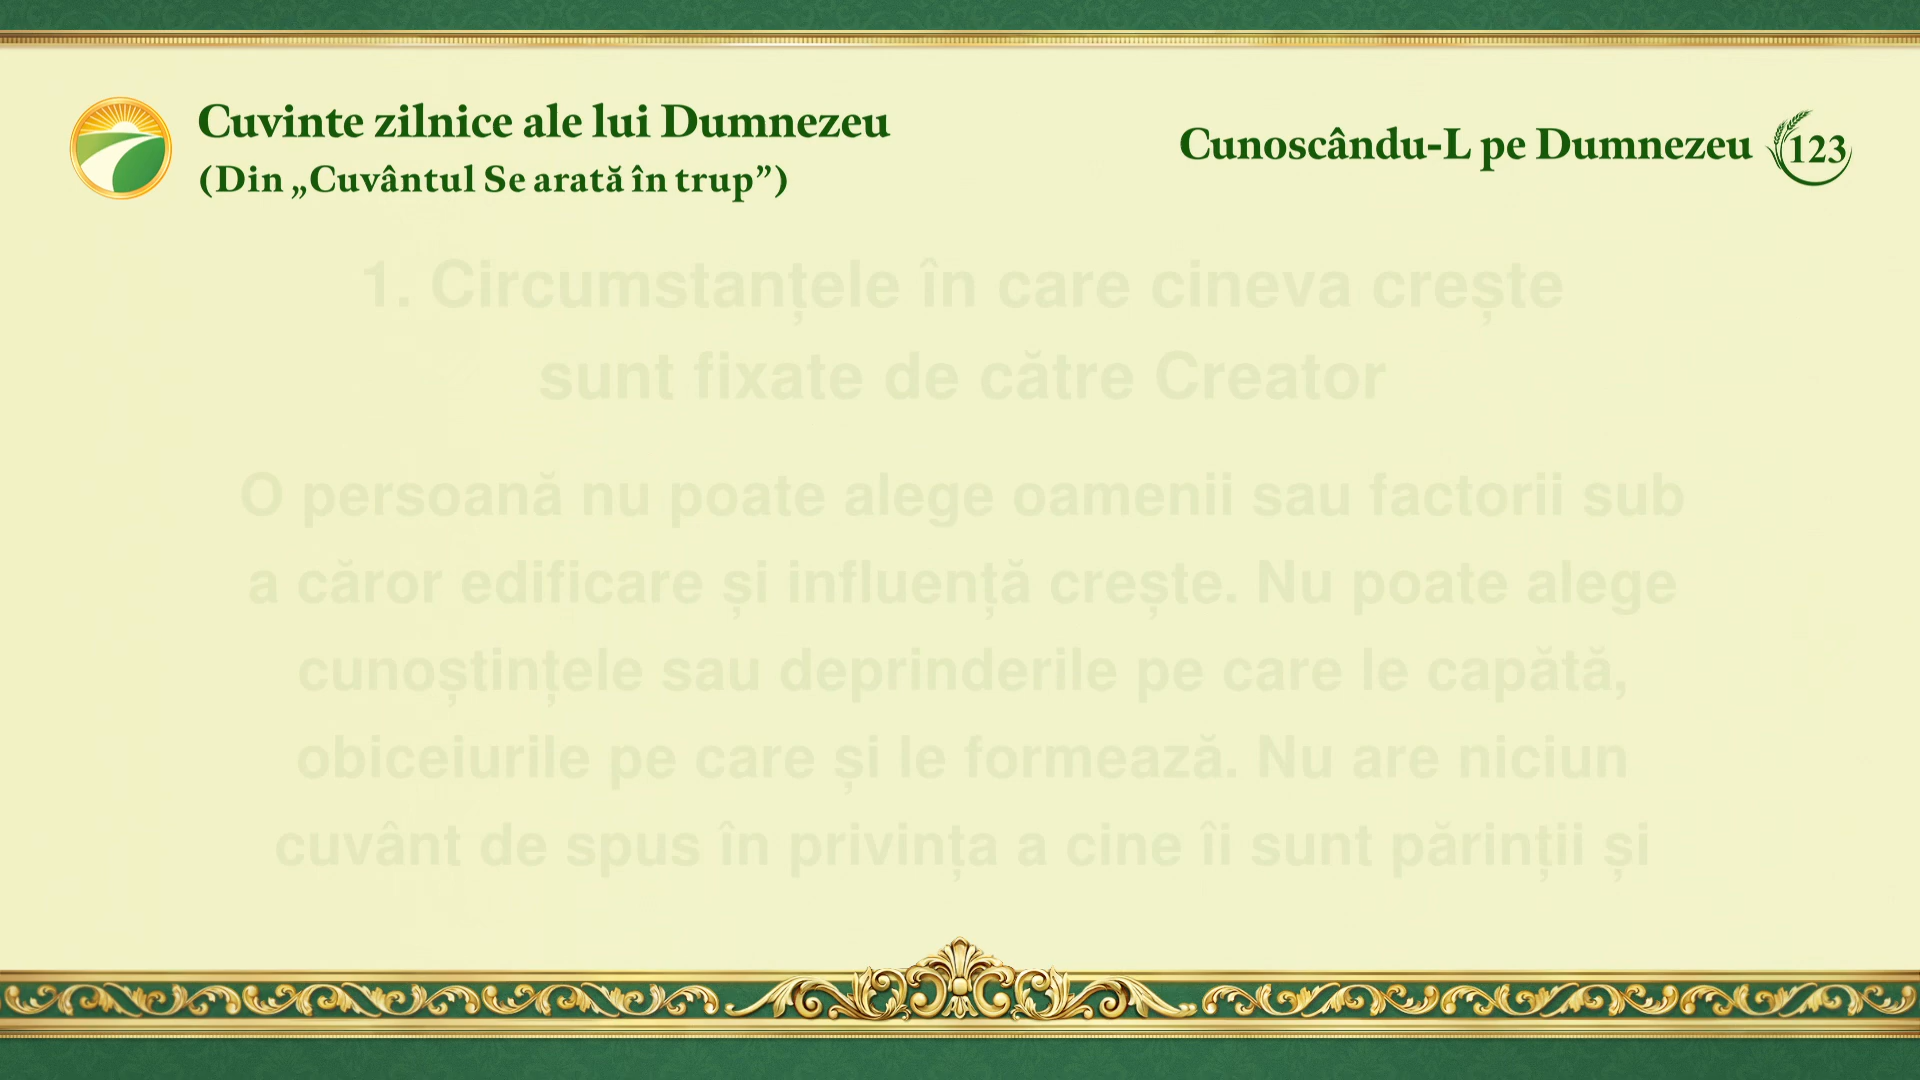 Cuvinte zilnice ale lui Dumnezeu
(Din „Cuvântul Se arată în trup”)
Cunoscându-L pe Dumnezeu 123
1. Circumstanțele în care cineva crește
sunt fixate de către Creator
O persoană nu poate alege oamenii sau factorii sub
a căror edificare și influență crește. Nu poate alege
cunoștințele sau deprinderile pe care le capătă,
obiceiurile pe care și le formează. Nu are niciun
cuvânt de spus în privința a cine îi sunt părinții și